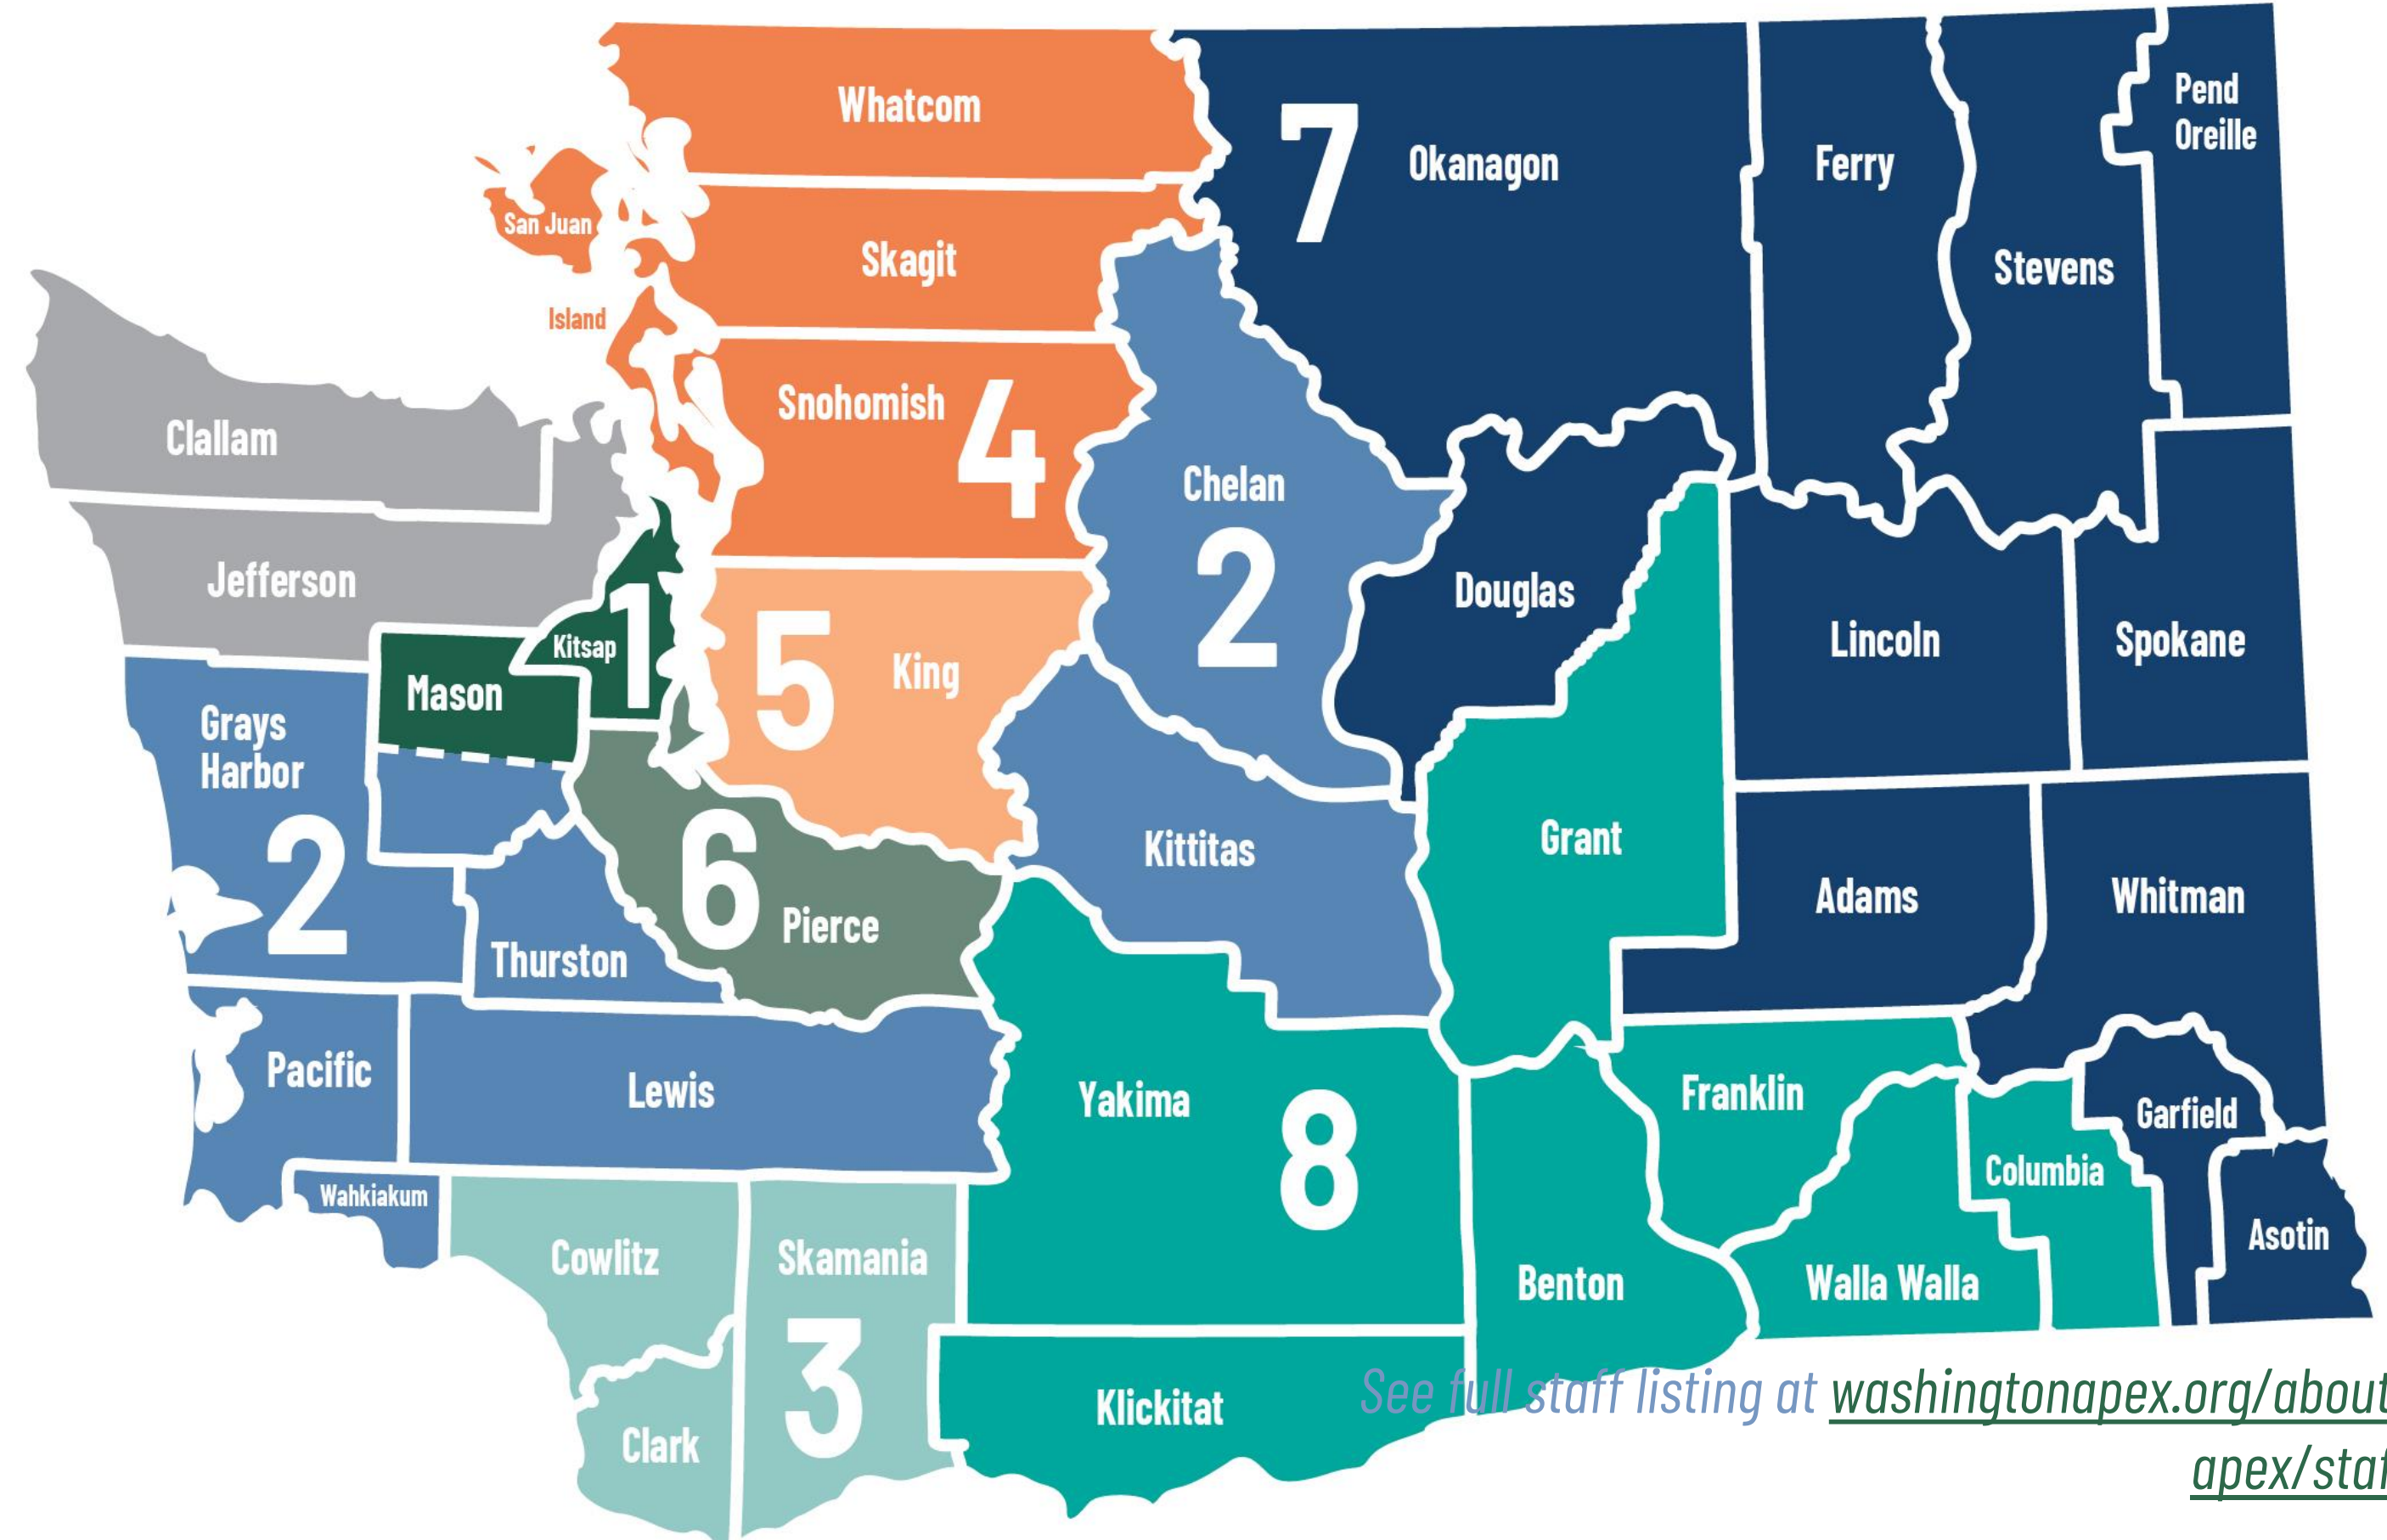 Whatcom
7
Okanagon
Ferry
Pend
Oreille
San Juan
Skagit
Stevens
Island
Snohomish
4
Clallam
Chelan
2
Jefferson
Kitsap
1
5
King
Douglas
Lincoln
Spokane
Mason
Grays
Harbor
2
6
Pierce
Kittitas
Grant
Adams
Whitman
Thurston
Pacific
Lewis
Yakima
8
Franklin
Garfield
Columbia
Asotin
Wahkiakum
Cowlitz
Skamania
3
Benton
Walla Walla
Clark
Klickitat
See full staff listing at washingtonapex.org/about
apex/staf